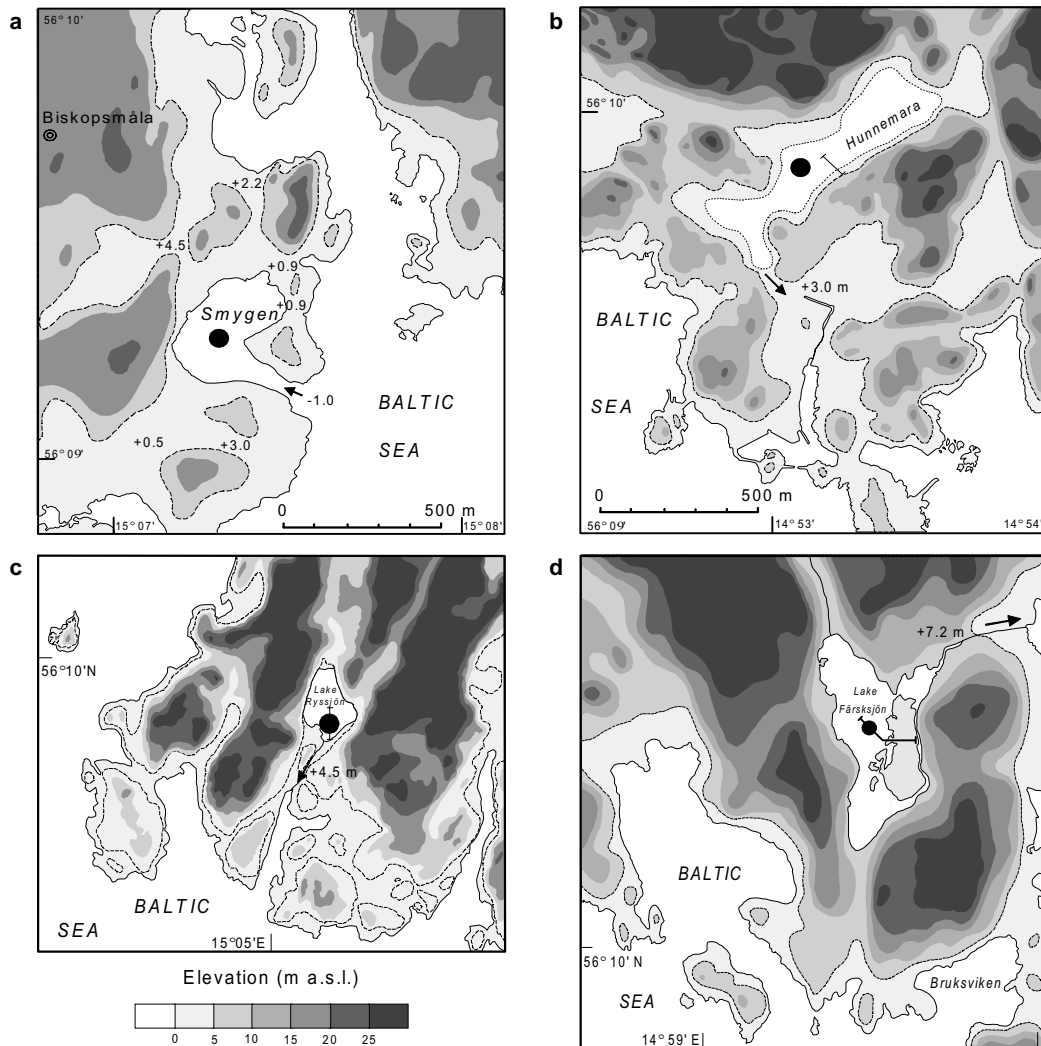 a
56°10'
Biskopsmåla
+2.2
+4.5
+0.9
+0.9
Smygen
-1.0
BALTIC
SEA
+0.5
+3.0
56°09'
0 500 m
15°07' 15°08'
b
56°10'
Hunnemara
+3.0 m
BALTIC
SEA
0 500 m
56°09' 14°53' 14°54'
c
56°10'N
Lake
Ryssjön
+4.5 m
BALTIC
SEA
15°05'E
Elevation (m a.s.l.)
0 5 10 15 20 25
d
+7.2 m
Lake
Färsksjön
BALTIC
56°10' N
SEA
Bruksviken
14°59' E